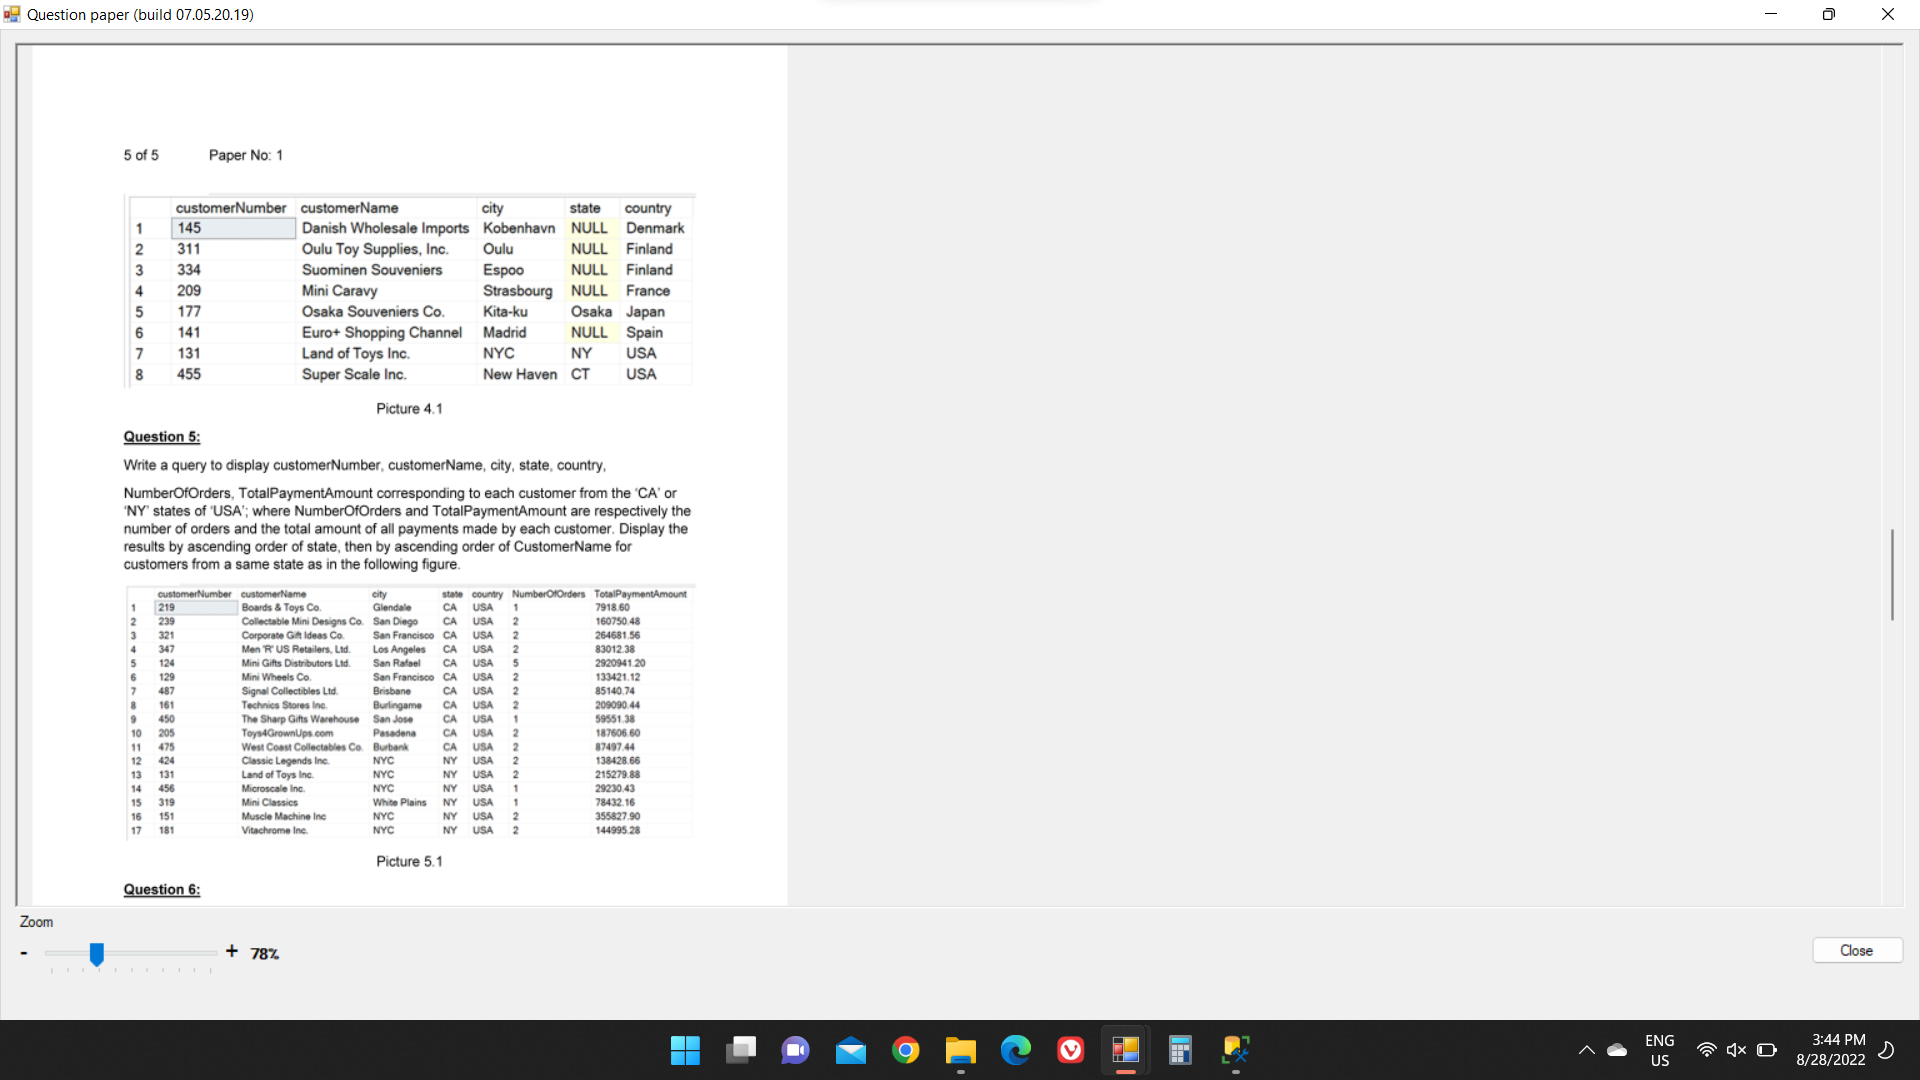 Question paper (build 07.05.20.19)
5 of 5 Paper No: 1
customerNumber customerName city state country
1 145 Danish Wholesale Imports Kobenhavn NULL Denmark
2 311 Oulu Toy Supplies, Inc. Oulu NULL Finland
3 334 Suominen Souveniers Espoo NULL Finland
4 209 Mini Caravy Strasbourg NULL France
5 177 Osaka Souveniers Co. Kita-ku Osaka Japan
6 141 Euro+ Shopping Channel Madrid NULL Spain
7 131 Land of Toys Inc. NYC NY USA
8 455 Super Scale Inc. New Haven CT USA
Picture 4.1
Question 5:
Write a query to display customerNumber, customerName, city, state, country,
NumberOfOrders, TotalPaymentAmount corresponding to each customer from the ‘CA’ or
‘NY’ states of ‘USA’; where NumberOfOrders and TotalPaymentAmount are respectively the
number of orders and the total amount of all payments made by each customer. Display the
results by ascending order of state, then by ascending order of CustomerName for
customers from a same state as in the following figure.
customerNumber customerName city state country NumberOfOrders TotalPaymentAmount
1 219 Boards & Toys Co. Glendale CA USA 1 7918.60
2 239 Collectable Mini Designs Co. San Diego CA USA 2 160750.48
3 321 Corporate Gift Ideas Co. San Francisco CA USA 2 264681.56
4 347 Men 'R' US Retailers, Ltd. Los Angeles CA USA 2 83012.38
5 124 Mini Gifts Distributors Ltd. San Rafael CA USA 5 2920941.20
6 129 Mini Wheels Co. San Francisco CA USA 2 133421.12
7 487 Signal Collectibles Ltd. Brisbane CA USA 2 85140.74
8 161 Technics Stores Inc. Burlingame CA USA 2 209090.44
9 450 The Sharp Gifts Warehouse San Jose CA USA 1 59551.38
10 205 Toys4GrownUps.com Pasadena CA USA 2 187606.60
11 475 West Coast Collectables Co. Burbank CA USA 2 87497.44
12 424 Classic Legends Inc. NYC NY USA 2 138428.66
13 131 Land of Toys Inc. NYC NY USA 2 215279.88
14 456 Microscale Inc. NYC NY USA 1 29230.43
15 319 Mini Classics White Plains NY USA 1 78432.16
16 151 Muscle Machine Inc NYC NY USA 2 355827.90
17 181 Vitachrome Inc. NYC NY USA 2 144995.28
Picture 5.1
Question 6:
Zoom
- + 78%
Close
ENG
US
3:44 PM
8/28/2022